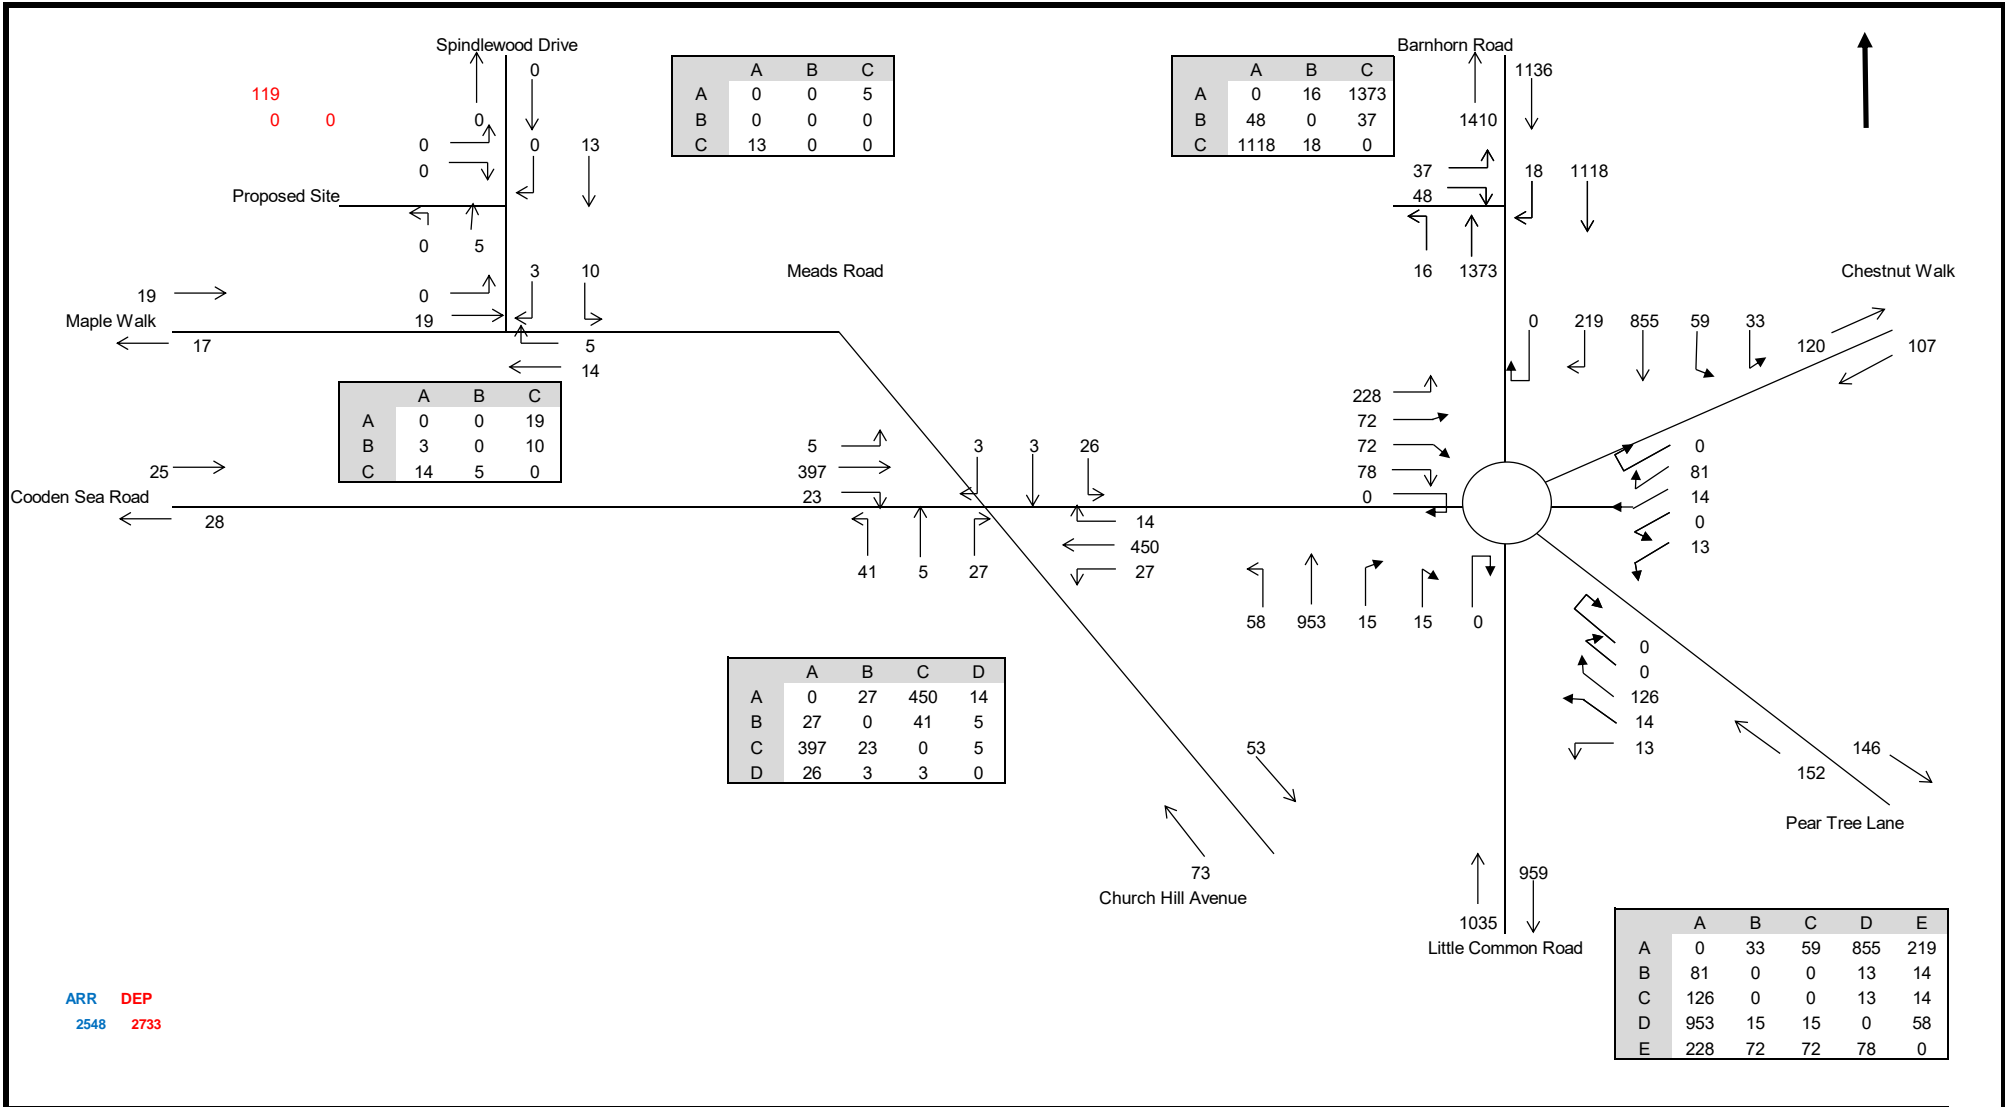 Spindlewood Drive
Barnhorn Road
0
1136
119
0 0
0
1410
0 0 13
0
37
48
18 1118
Proposed Site
0 5
16 1373
A B C
A 0 0 5
B 0 0 0
C 13 0 0
A B C
A 0 16 1373
B 48 0 37
C 1118 18 0
3 10
Meads Road
Chestnut Walk
19
0
19
Maple Walk
17
5
14
0 219 855 59 33
120 107
A B C
A 0 0 19
B 3 0 10
C 14 5 0
228
72
72
78
0
5
397
23
3 3 26
0
81
14
0
13
25
Cooden Sea Road
28
14
450
27
41 5 27
58 953 15 15 0
0
0
126
14
13
A B C D
A 0 27 450 14
B 27 0 41 5
C 397 23 0 5
D 26 3 3 0
53
146
152
Pear Tree Lane
73
Church Hill Avenue
959
1035
Little Common Road
A B C D E
A 0 33 59 855 219
B 81 0 0 13 14
C 126 0 0 13 14
D 953 15 15 0 58
E 228 72 72 78 0
ARR DEP
2548 2733